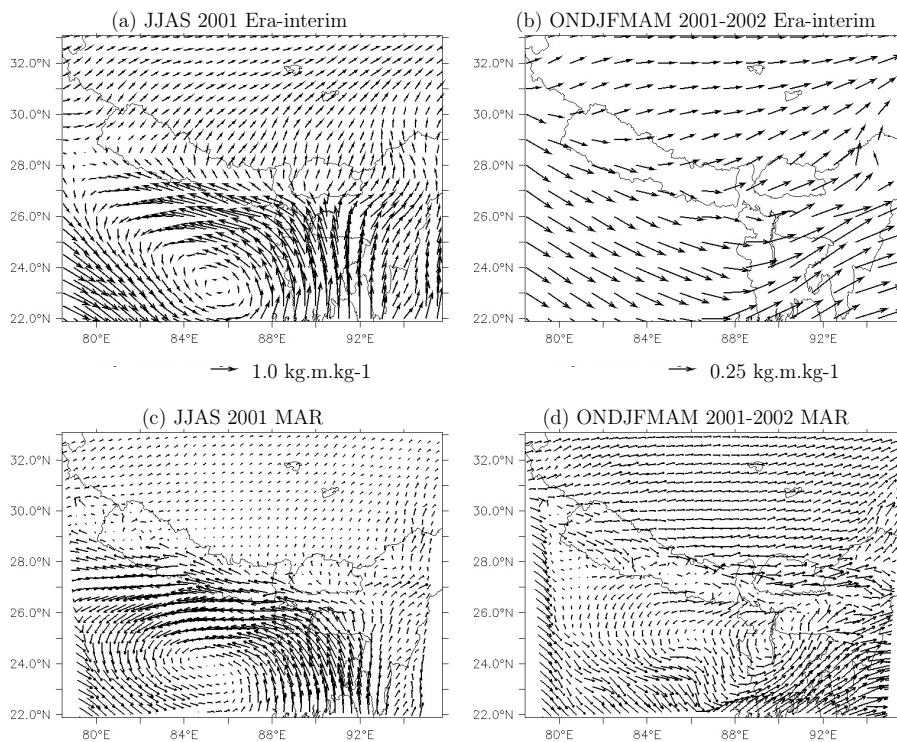 (a) JJAS 2001 Era-interim
(b) ONDJFMAM 2001-2002 Era-interim
32.0°N
30.0°N
28.0°N
26.0°N
24.0°N
22.0°N
80°E 84°E 88°E 92°E
32.0°N
30.0°N
28.0°N
26.0°N
24.0°N
22.0°N
80°E 84°E 88°E 92°E
1.0 kg.m.kg-1
0.25 kg.m.kg-1
(c) JJAS 2001 MAR
(d) ONDJFMAM 2001-2002 MAR
32.0°N
30.0°N
28.0°N
26.0°N
24.0°N
22.0°N
80°E 84°E 88°E 92°E
32.0°N
30.0°N
28.0°N
26.0°N
24.0°N
22.0°N
80°E 84°E 88°E 92°E